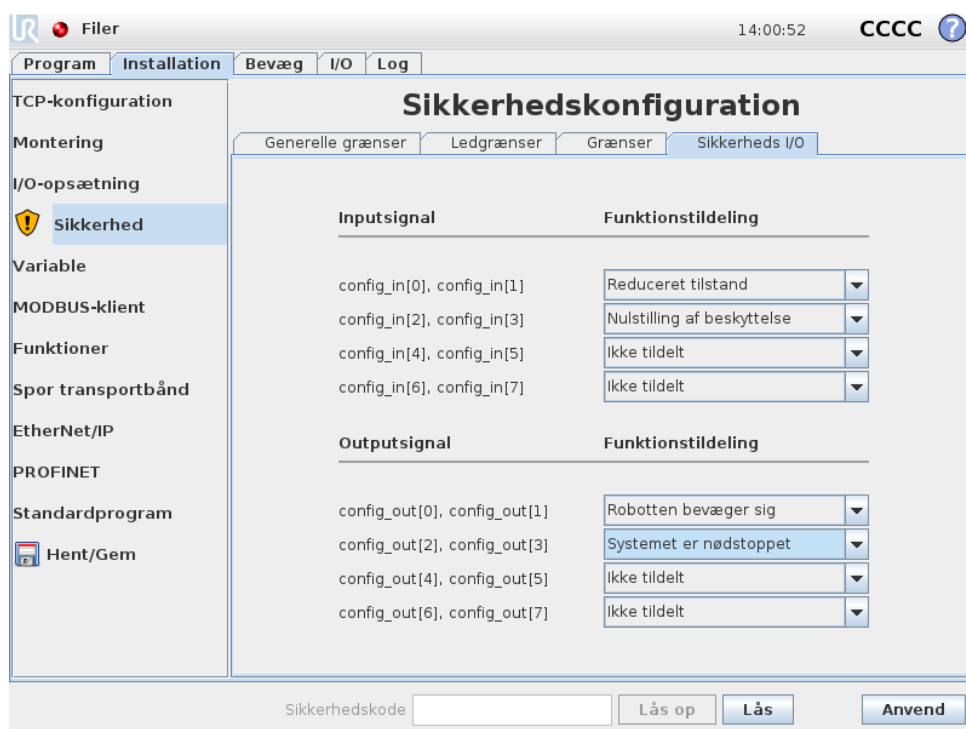 UR Filer 14:00:52 CCCC ?
Program Installation Bevæg I/O Log
TCP-konfiguration
Montering
I/O-opsætning
Sikkerhed
Variable
MODBUS-klient
Funktioner
Spor transportbånd
EtherNet/IP
PROFINET
Standardprogram
Hent/Gem
Sikkerhedskonfiguration
Generelle grænser Ledgrænser Grænser Sikkerheds I/O
Inputsignal Funktionstildeling
config_in[0], config_in[1] Reduceret tilstand
config_in[2], config_in[3] Nulstilling af beskyttelse
config_in[4], config_in[5] Ikke tildelt
config_in[6], config_in[7] Ikke tildelt
Outputsignal Funktionstildeling
config_out[0], config_out[1] Robotten bevæger sig
config_out[2], config_out[3] Systemet er nødstoppet
config_out[4], config_out[5] Ikke tildelt
config_out[6], config_out[7] Ikke tildelt
Sikkerhedskode Lås op Lås Anvend